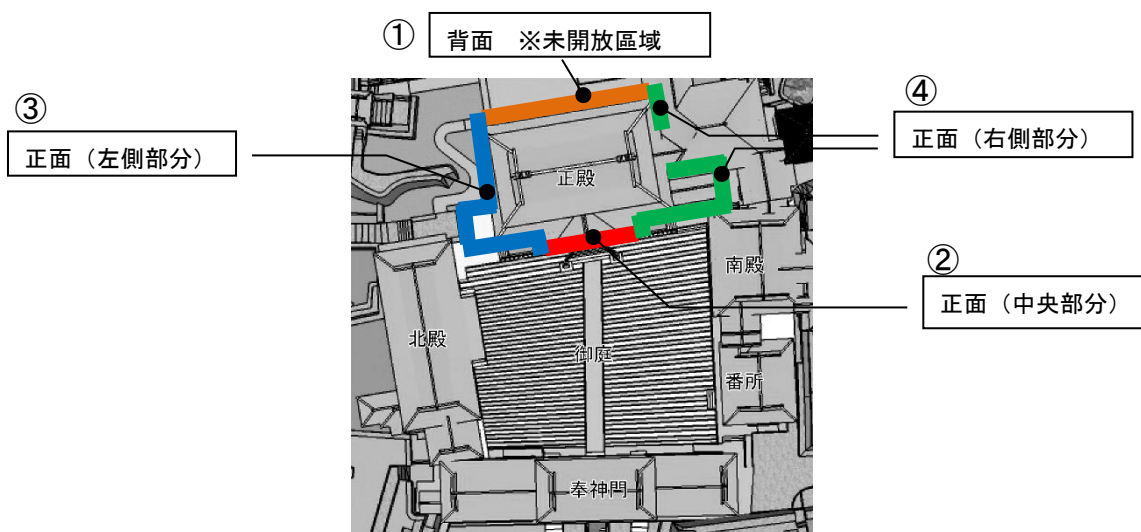 ①
背面　※未開放區域
③
正面（左側部分）
④
正面（右側部分）
正殿
②
正面（中央部分）
南殿
北殿
御庭
番所
奉神門